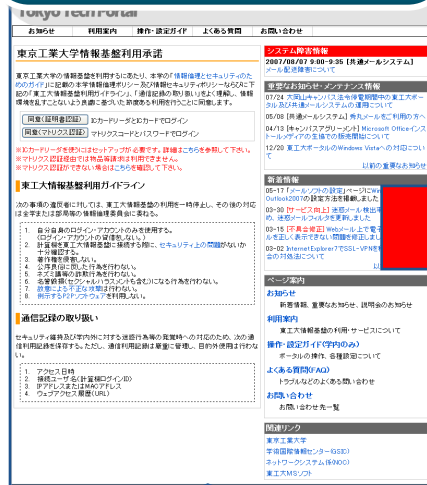 Tokyo Tech Portal
お知らせ 利用案内 操作・設定ガイド よくある質問 お問い合わせ
東京工業大学情報基盤利用承諾
東京工業大学の情報基盤を利用するにあたり、本学の「情報倫理とセキュリティのた
めのガイド」に記載の本学情報倫理ポリシー及び情報セキュリティポリシーならびに下
記の「東工大情報基盤利用ガイドライン」、「通信記録の取り扱い」をよく理解し、情報
環境を乱すことないよう良識に基づいた節度ある利用を行うことに同意します。
同意(証明書認証) ICカードリーダとICカードでログイン
同意(マトリクス認証) マトリクスコードとパスワードでログイン
※ICカードリーダを使うにはセットアップが必要です。詳細はこちらを参照して下さい。
※マトリクス認証経由では物品等請求は利用できません。
※マトリクス認証ができない場合はこちらを確認して下さい。
東工大情報基盤利用ガイドライン
次の事項の違反者に対しては、東工大情報基盤の利用を一時停止し、その後の対応
は全学または部局等の情報倫理委員会に委ねる。
1. 自分自身のログイン・アカウントのみを使用する。
(ログイン・アカウントの貸借をしない。)
2. 計算機を東工大情報基盤に接続する際に、セキュリティ上の問題がないか
十分確認する。
3. 著作権を侵害しない。
4. 公序良俗に反した行為を行わない。
5. ネズミ講等の詐欺行為を行わない。
6. 名誉毀損(セクシャルハラスメントも含む)になる行為を行わない。
7. 故意による不正な攻撃は行わない。
8. 例示するP2Pソフトウェアを利用しない。
通信記録の取り扱い
セキュリティ維持及び学内外に対する迷惑行為等の発覚時への対応のため、次の通
信利用記録を保存する。ただし、通信利用記録は厳重に管理し、目的外使用は行わな
い。
1. アクセス日時
2. 接続ユーザ名(計算機ログインID)
3. IPアドレスまたはMACアドレス
4. ウェブアクセス履歴(URL)
システム障害情報
2007/08/07 9:00-9:35 [共通メールシステム]
メール配送障害について
重要なお知らせ・メンテナンス情報
07/24 大岡山キャンパス法令停電期間中の東工大ポー
タル及び共通メールシステムの運用について
05/08 [共通メールシステム] 秀丸メールをご利用の方へ
04/13 [キャンパスアグリーメント] Microsoft Officeインス
トールメディアの生協での販売開始について
12/20 東工大ポータルのWindows Vistaへの対応につい
て
以前の重要なお知らせ
新着情報
05-17 「メールソフトの設定」ページにWin
Outlook2007の設定方法を掲載しました
03-30 [サービス向上] 迷惑メール検出率
め、迷惑メールフィルタを更新しました
03-15 [不具合修正] Webメール上で電子
ルを正しく表示できない問題を修正しま
03-02 InternetExplorer7でSSL-VPNを利
合の対処法について
ページ案内
お知らせ
新着情報、重要なお知らせ、説明会のお知らせ
利用案内
東工大情報基盤の利用・サービスについて
操作・設定ガイド(学内のみ)
ポータルの操作、各種設定について
よくある質問(FAQ)
トラブルなどのよくある問い合わせ
お問い合わせ
お問い合わせ先一覧
関連リンク
東京工業大学
学術国際情報センター(GSIC)
ネットワークシステム係(NOC)
東工大MSソフト